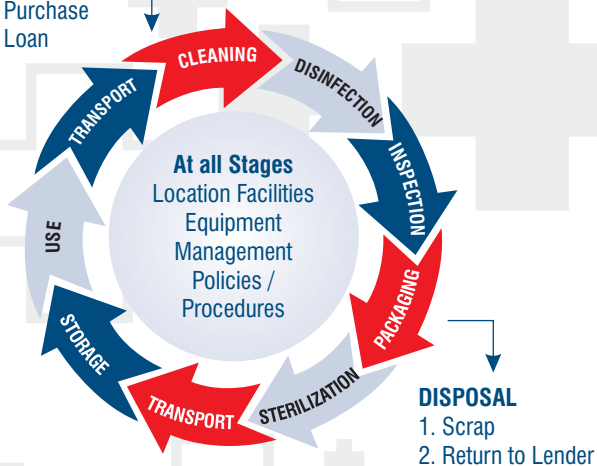 Purchase
Loan
CLEANING
DISINFECTION
INSPECTION
PACKAGING
STERILIZATION
TRANSPORT
STORAGE
USE
TRANSPORT
At all Stages
Location Facilities
Equipment
Management
Policies /
Procedures
DISPOSAL
1. Scrap
2. Return to Lender